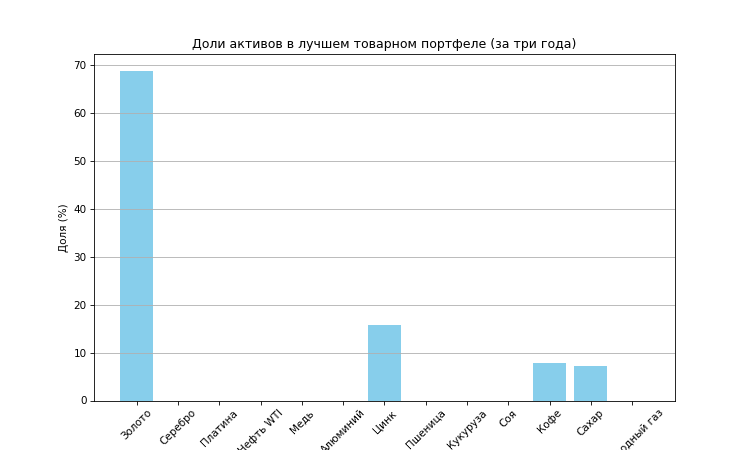 Доли активов в лучшем товарном портфеле (за три года)
Доля (%)
70
60
50
40
30
20
10
0
Золото
Серебро
Платина
Нефть WTI
Медь
Алюминий
Цинк
Пшеница
Кукуруза
Соя
Кофе
Сахар
одный газ